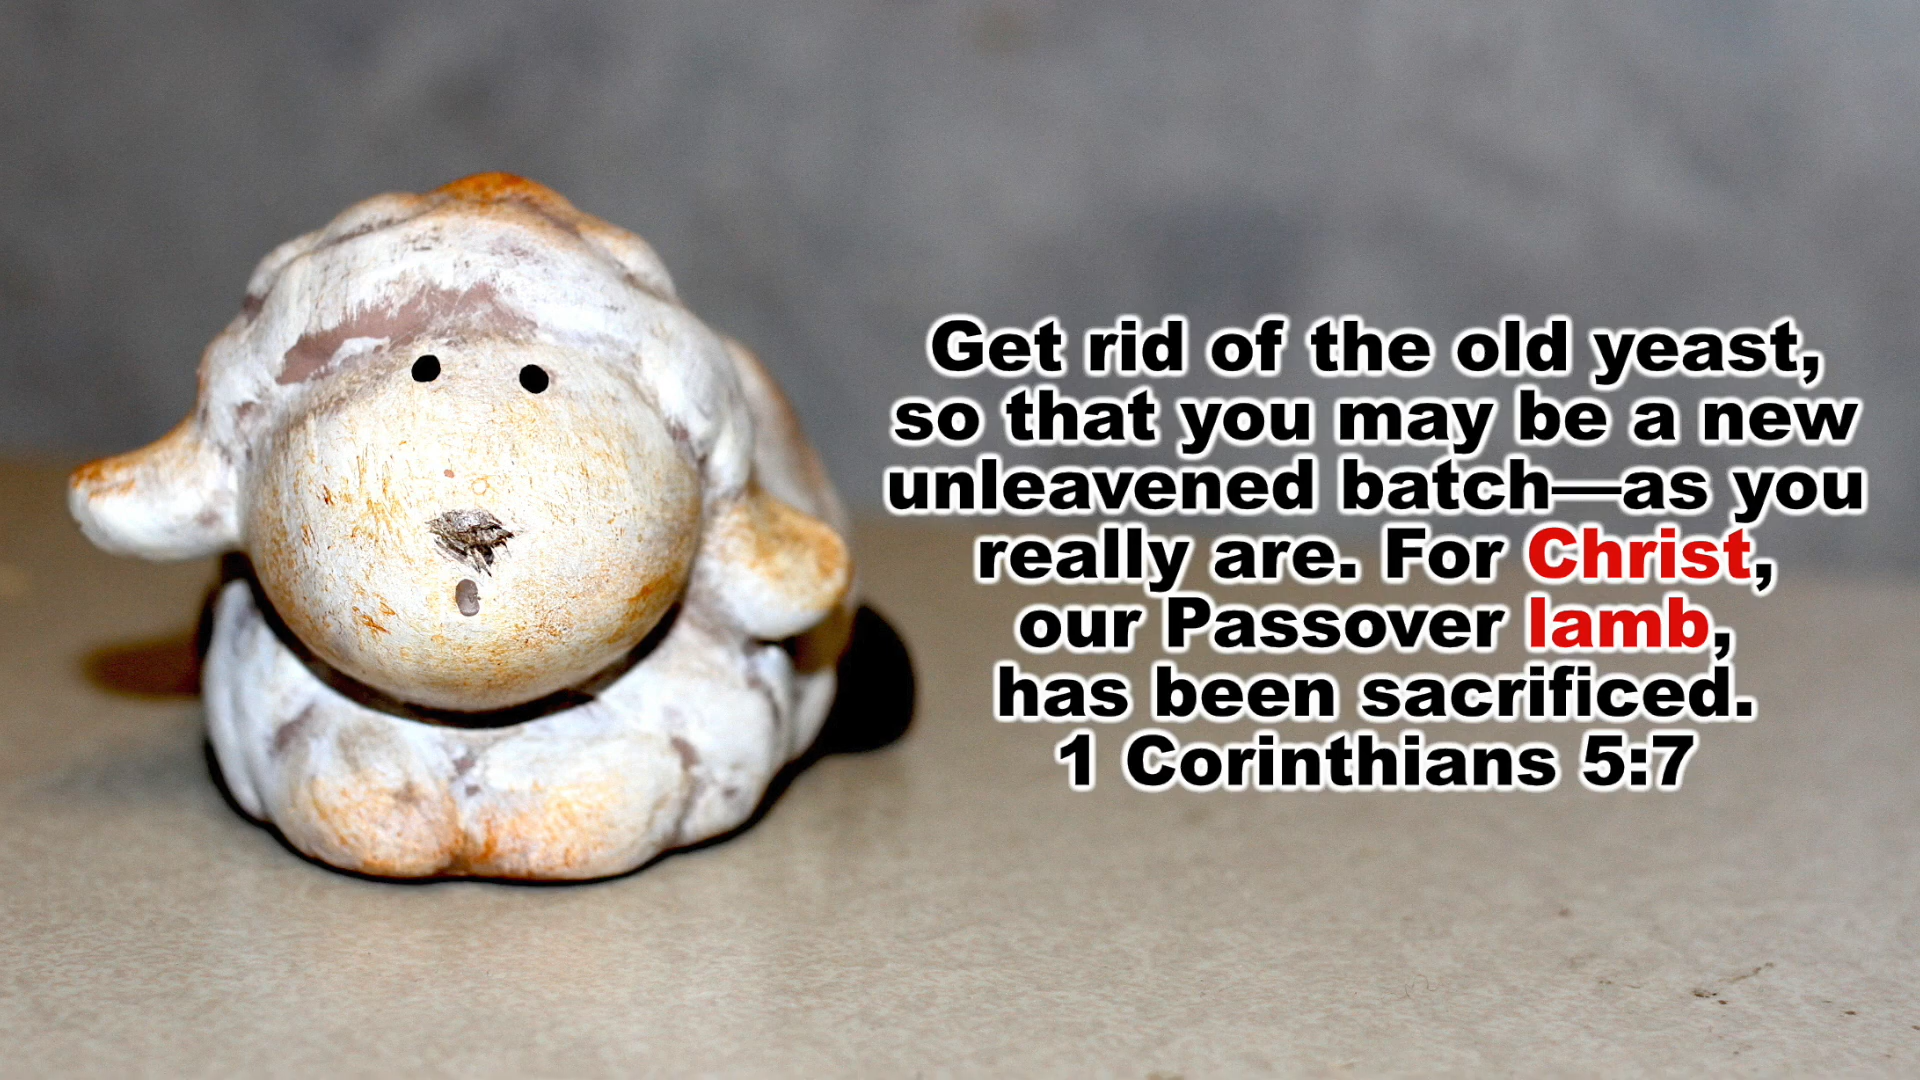 Get rid of the old yeast,
so that you may be a new
unleavened batch—as you
really are. For Christ,
our Passover lamb,
has been sacrificed.
1 Corinthians 5:7